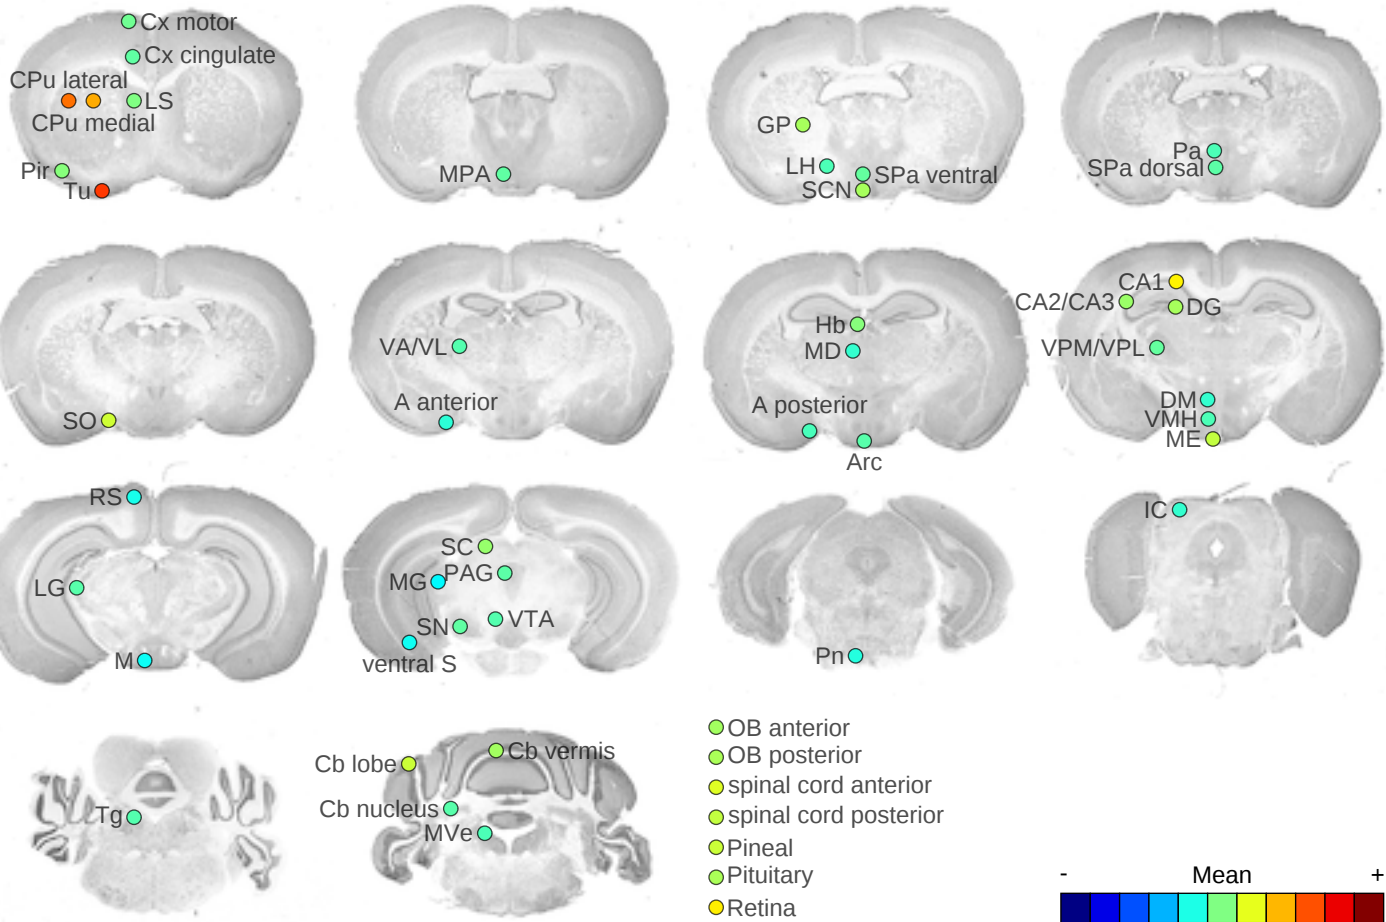 Cx motor
Cx cingulate
CPu lateral
LS
CPu medial
Pir
Tu
MPA
GP
LH
SPa ventral
SCN
Pa
SPa dorsal
SO
VA/VL
A anterior
Hb
MD
A posterior
Arc
CA1
CA2/CA3
DG
VPM/VPL
DM
VMH
ME
RS
LG
M
SC
MG
PAG
SN
VTA
ventral S
Pn
IC
Tg
Cb lobe
Cb vermis
Cb nucleus
MVe
OB anterior
OB posterior
spinal cord anterior
spinal cord posterior
Pineal
Pituitary
Retina
- Mean +